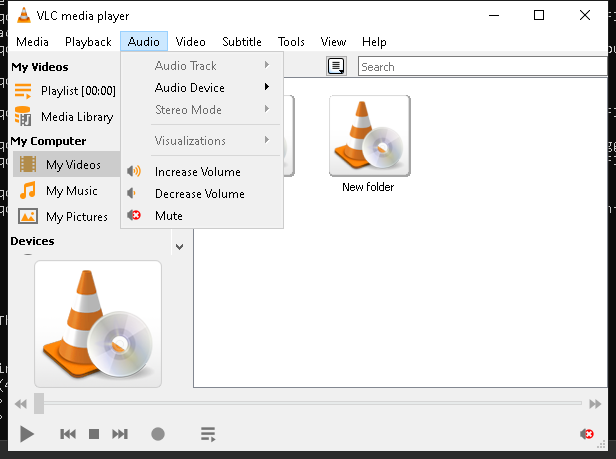 VLC media player
Media Playback Audio Video Subtitle Tools View Help
My Videos
Playlist [00:00]
Media Library
My Computer
My Videos
My Music
My Pictures
Devices
Audio Track
Audio Device
Stereo Mode
Visualizations
Increase Volume
Decrease Volume
Mute
Search
New folder